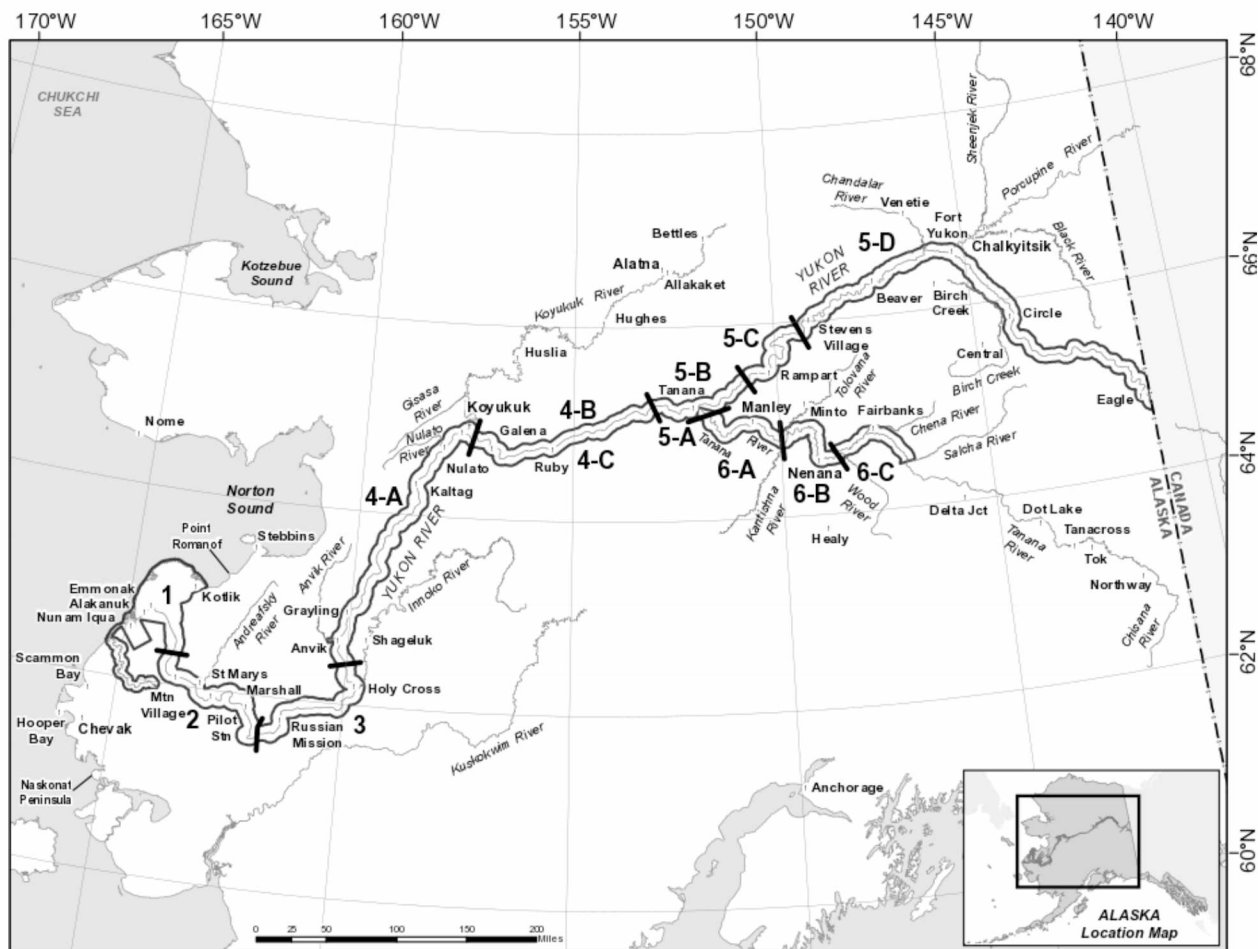 170°W
165°W
160°W
155°W
150°W
145°W
140°W
68°N
66°N
64°N
62°N
60°N
CHUKCHI
SEA
Kotzebue
Sound
Sheenjek River
Porcupine River
Chandalar
River
Venetie
Fort
Yukon
Chalkyitsik
Black River
Bettles
Alatna
Allakaket
Koyukuk River
Hughes
Huslia
YUKON
RIVER
5-D
Beaver
Birch
Creek
Circle
Stevens
Village
5-C
Central
Birch Creek
Rampart
Tolovana
River
5-B
Tanana
Eagle
Gisasa
River
Koyukuk
Nulato
River
Galena
4-B
Manley
Minto
Fairbanks
Chena River
Salcha River
Nome
Nulato
Ruby
4-C
5-A
Tanana
River
6-A
Nenana
6-B
6-C
Wood
River
Kantishna
River
Healy
4-A
Kaltag
Norton
Sound
CANADA
ALASKA
Delta Jct
Dot Lake
Tanana
River
Tanacross
Tok
Northway
Chisana
River
Point
Romanof
Stebbins
YUKON RIVER
Anvik River
Innoko River
Emmonak
Alakanuk
Nunam Iqua
1
Kotlik
Andreafsky
River
Grayling
Anvik
Shageluk
Scammon
Bay
St Marys
Marshall
Holy Cross
Mtn
Village
2
Pilot
Stn
Russian
Mission
3
Hooper
Bay
Chevak
Kuskokwim River
Naskonat
Peninsula
Anchorage
0 25 50 100 150 200
Miles
ALASKA
Location Map